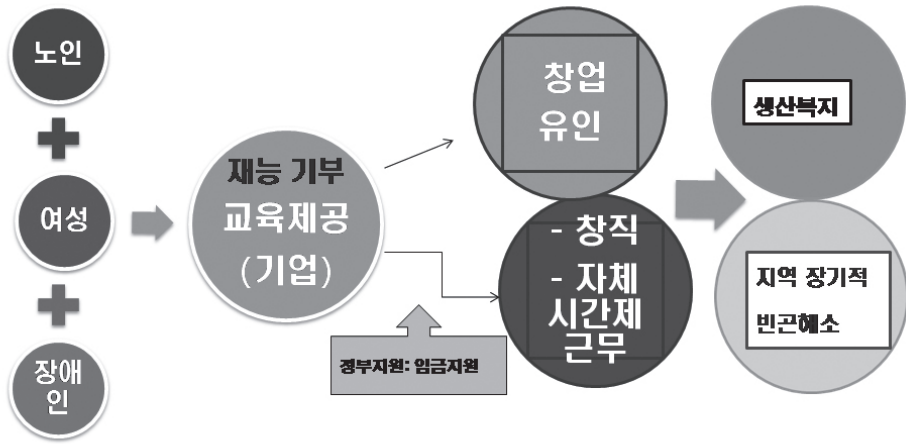 노인
여성
장애
인
재능 기부
교육제공
(기업)
정부지원: 임금지원
창업
유인
- 창직
- 자체
시간제
근무
생산복지
지역 장기적
빈곤해소